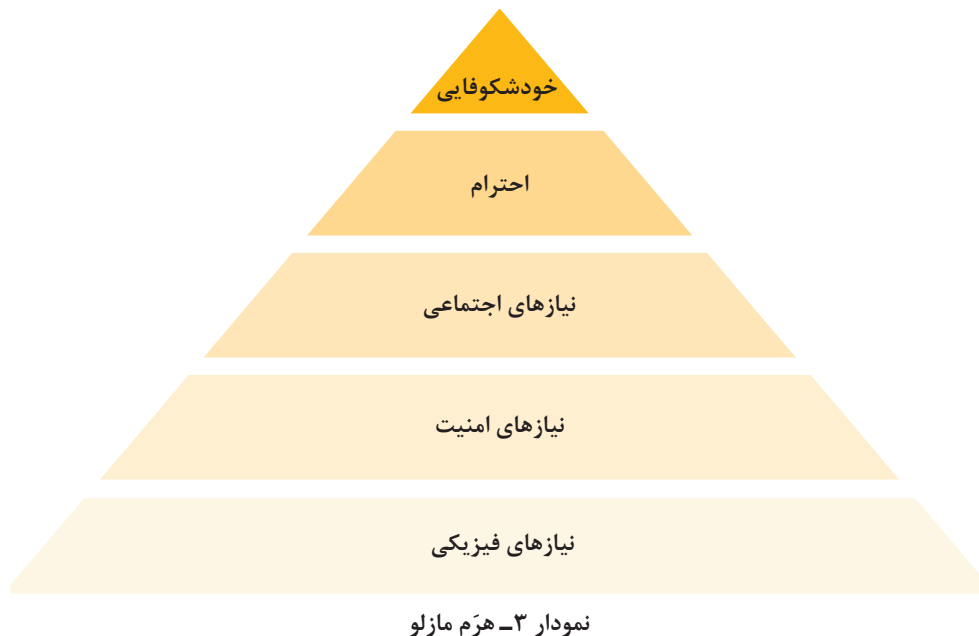 خودشکوفایی
احترام
نیازهای اجتماعی
نیازهای امنیت
نیازهای فیزیکی
نمودار ۳ـ هرَم مازلو